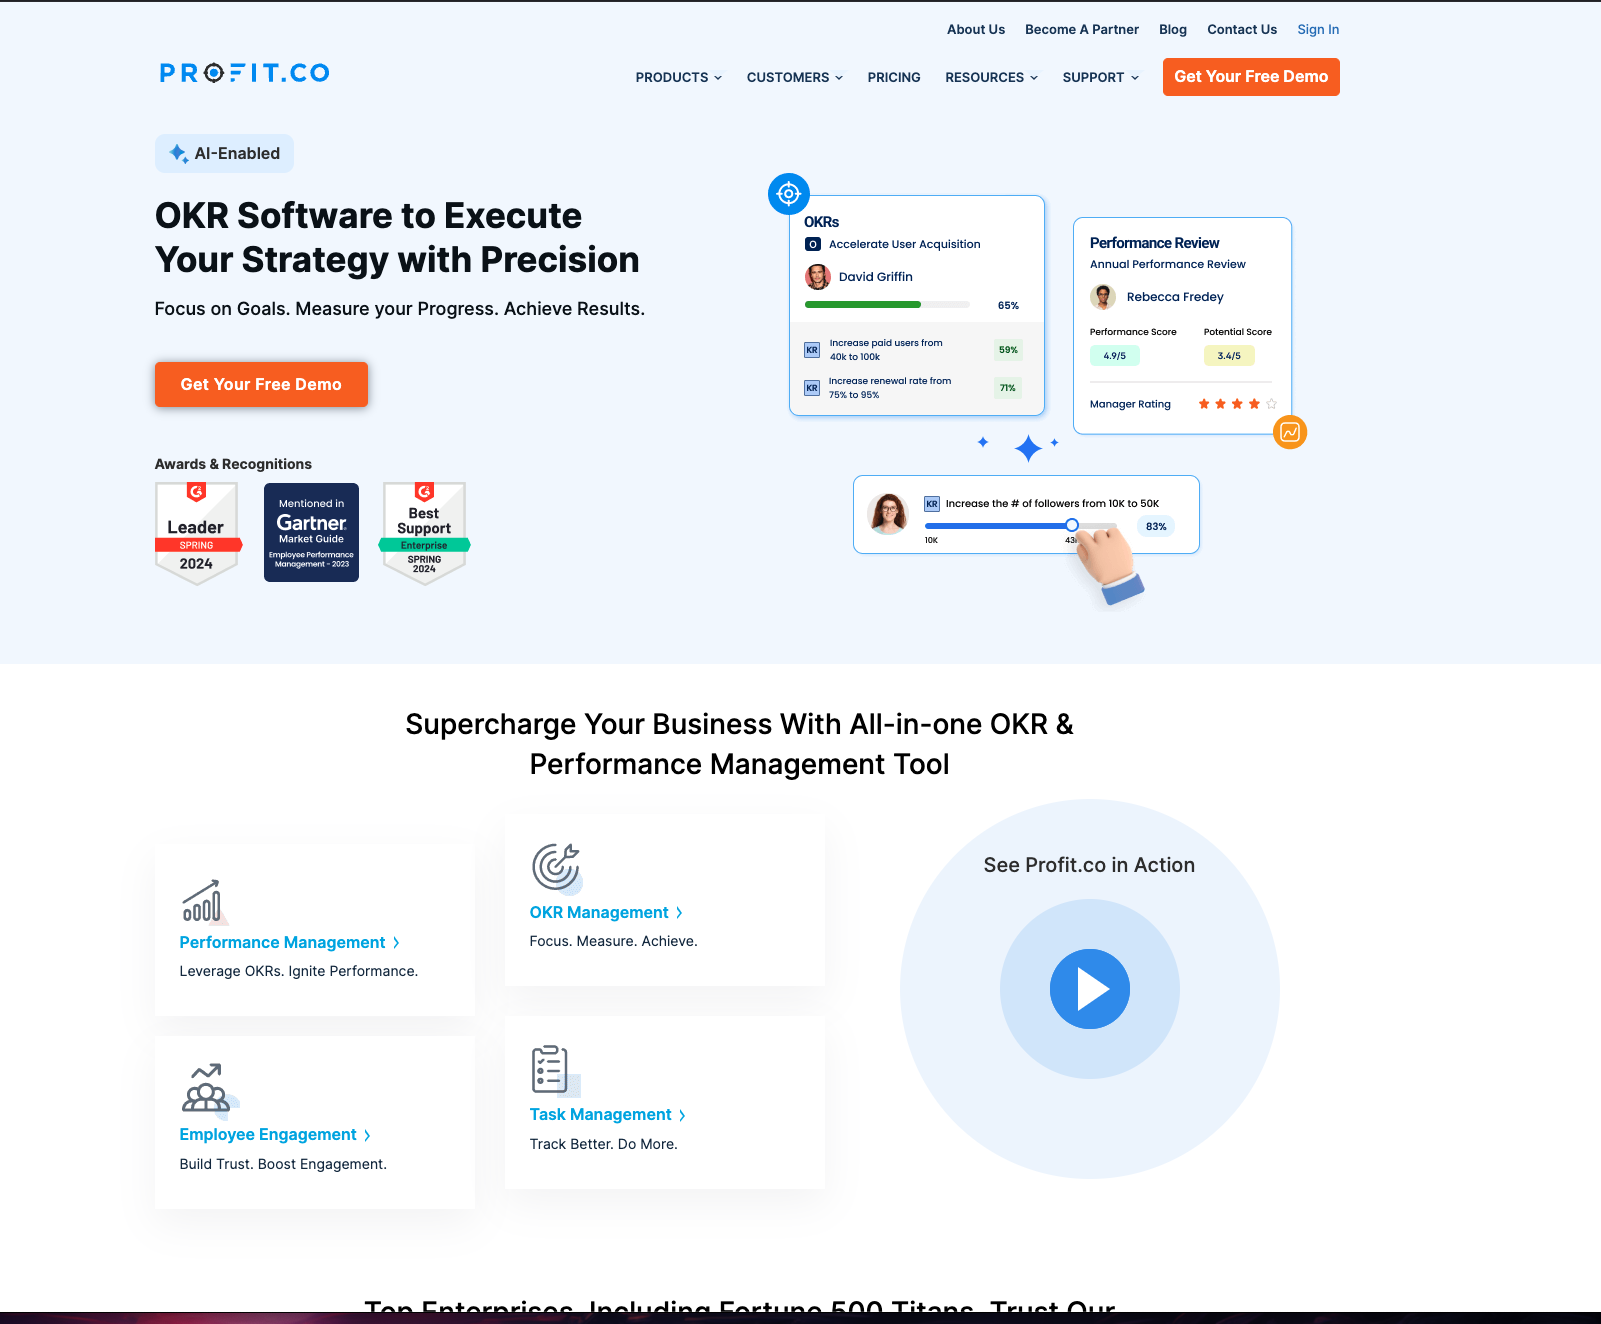 About Us Become A Partner Blog Contact Us Sign In
PROFIT.CO
PRODUCTS CUSTOMERS PRICING RESOURCES SUPPORT Get Your Free Demo
AI-Enabled
OKR Software to Execute
Your Strategy with Precision
Focus on Goals. Measure your Progress. Achieve Results.
Get Your Free Demo
Awards & Recognitions
Leader
SPRING
2024
Mentioned in
Gartner
Market Guide
Employee Performance
Management - 2023
Best
Support
Enterprise
SPRING
2024
OKRs
O Accelerate User Acquisition
David Griffin
65%
KR Increase paid users from
40k to 100k
59%
KR Increase renewal rate from
75% to 95%
71%
Performance Review
Annual Performance Review
Rebecca Fredey
Performance Score Potential Score
4.9/5 3.4/5
Manager Rating
KR Increase the # of followers from 10K to 50K
83%
10K 43
Supercharge Your Business With All-in-one OKR &
Performance Management Tool
Performance Management
Leverage OKRs. Ignite Performance.
OKR Management
Focus. Measure. Achieve.
Employee Engagement
Build Trust. Boost Engagement.
Task Management
Track Better. Do More.
See Profit.co in Action
Top Enterprises, Including Fortune 500 Titans, Trust Our